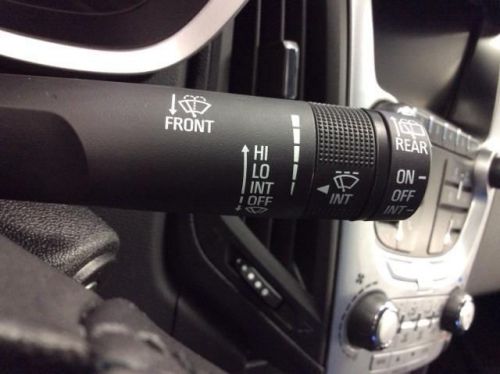 FRONT
HI
LO
INT
OFF
INT
REAR
ON
OFF
INT